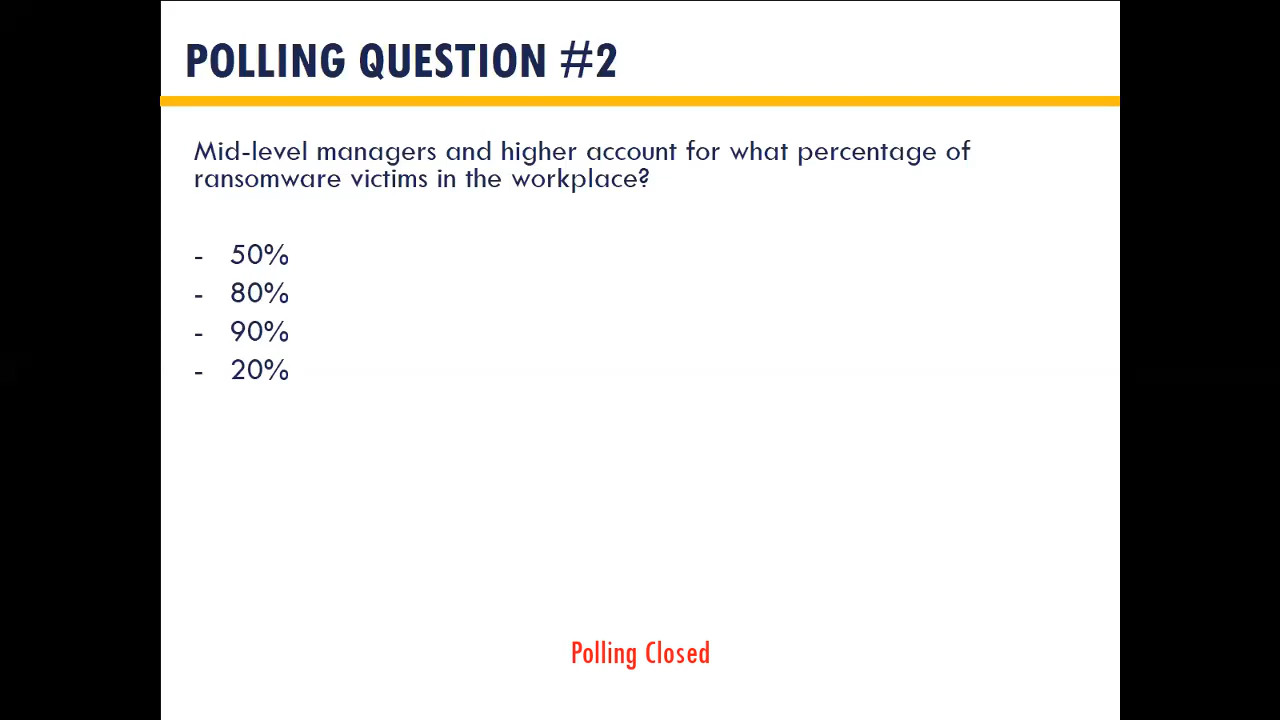 POLLING QUESTION #2
Mid-level managers and higher account for what percentage of
ransomware victims in the workplace?
- 50%
- 80%
- 90%
- 20%
Polling Closed